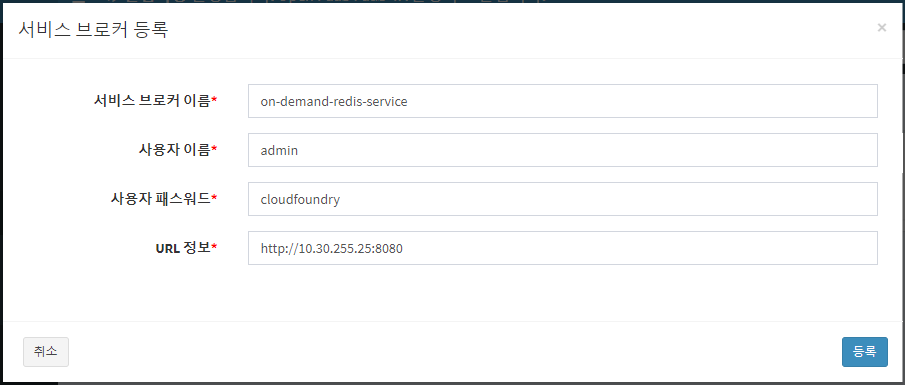 서비스 브로커 등록 ×
서비스 브로커 이름* on-demand-redis-service
사용자 이름* admin
사용자 패스워드* cloudfoundry
URL 정보* http://10.30.255.25:8080
취소 등록